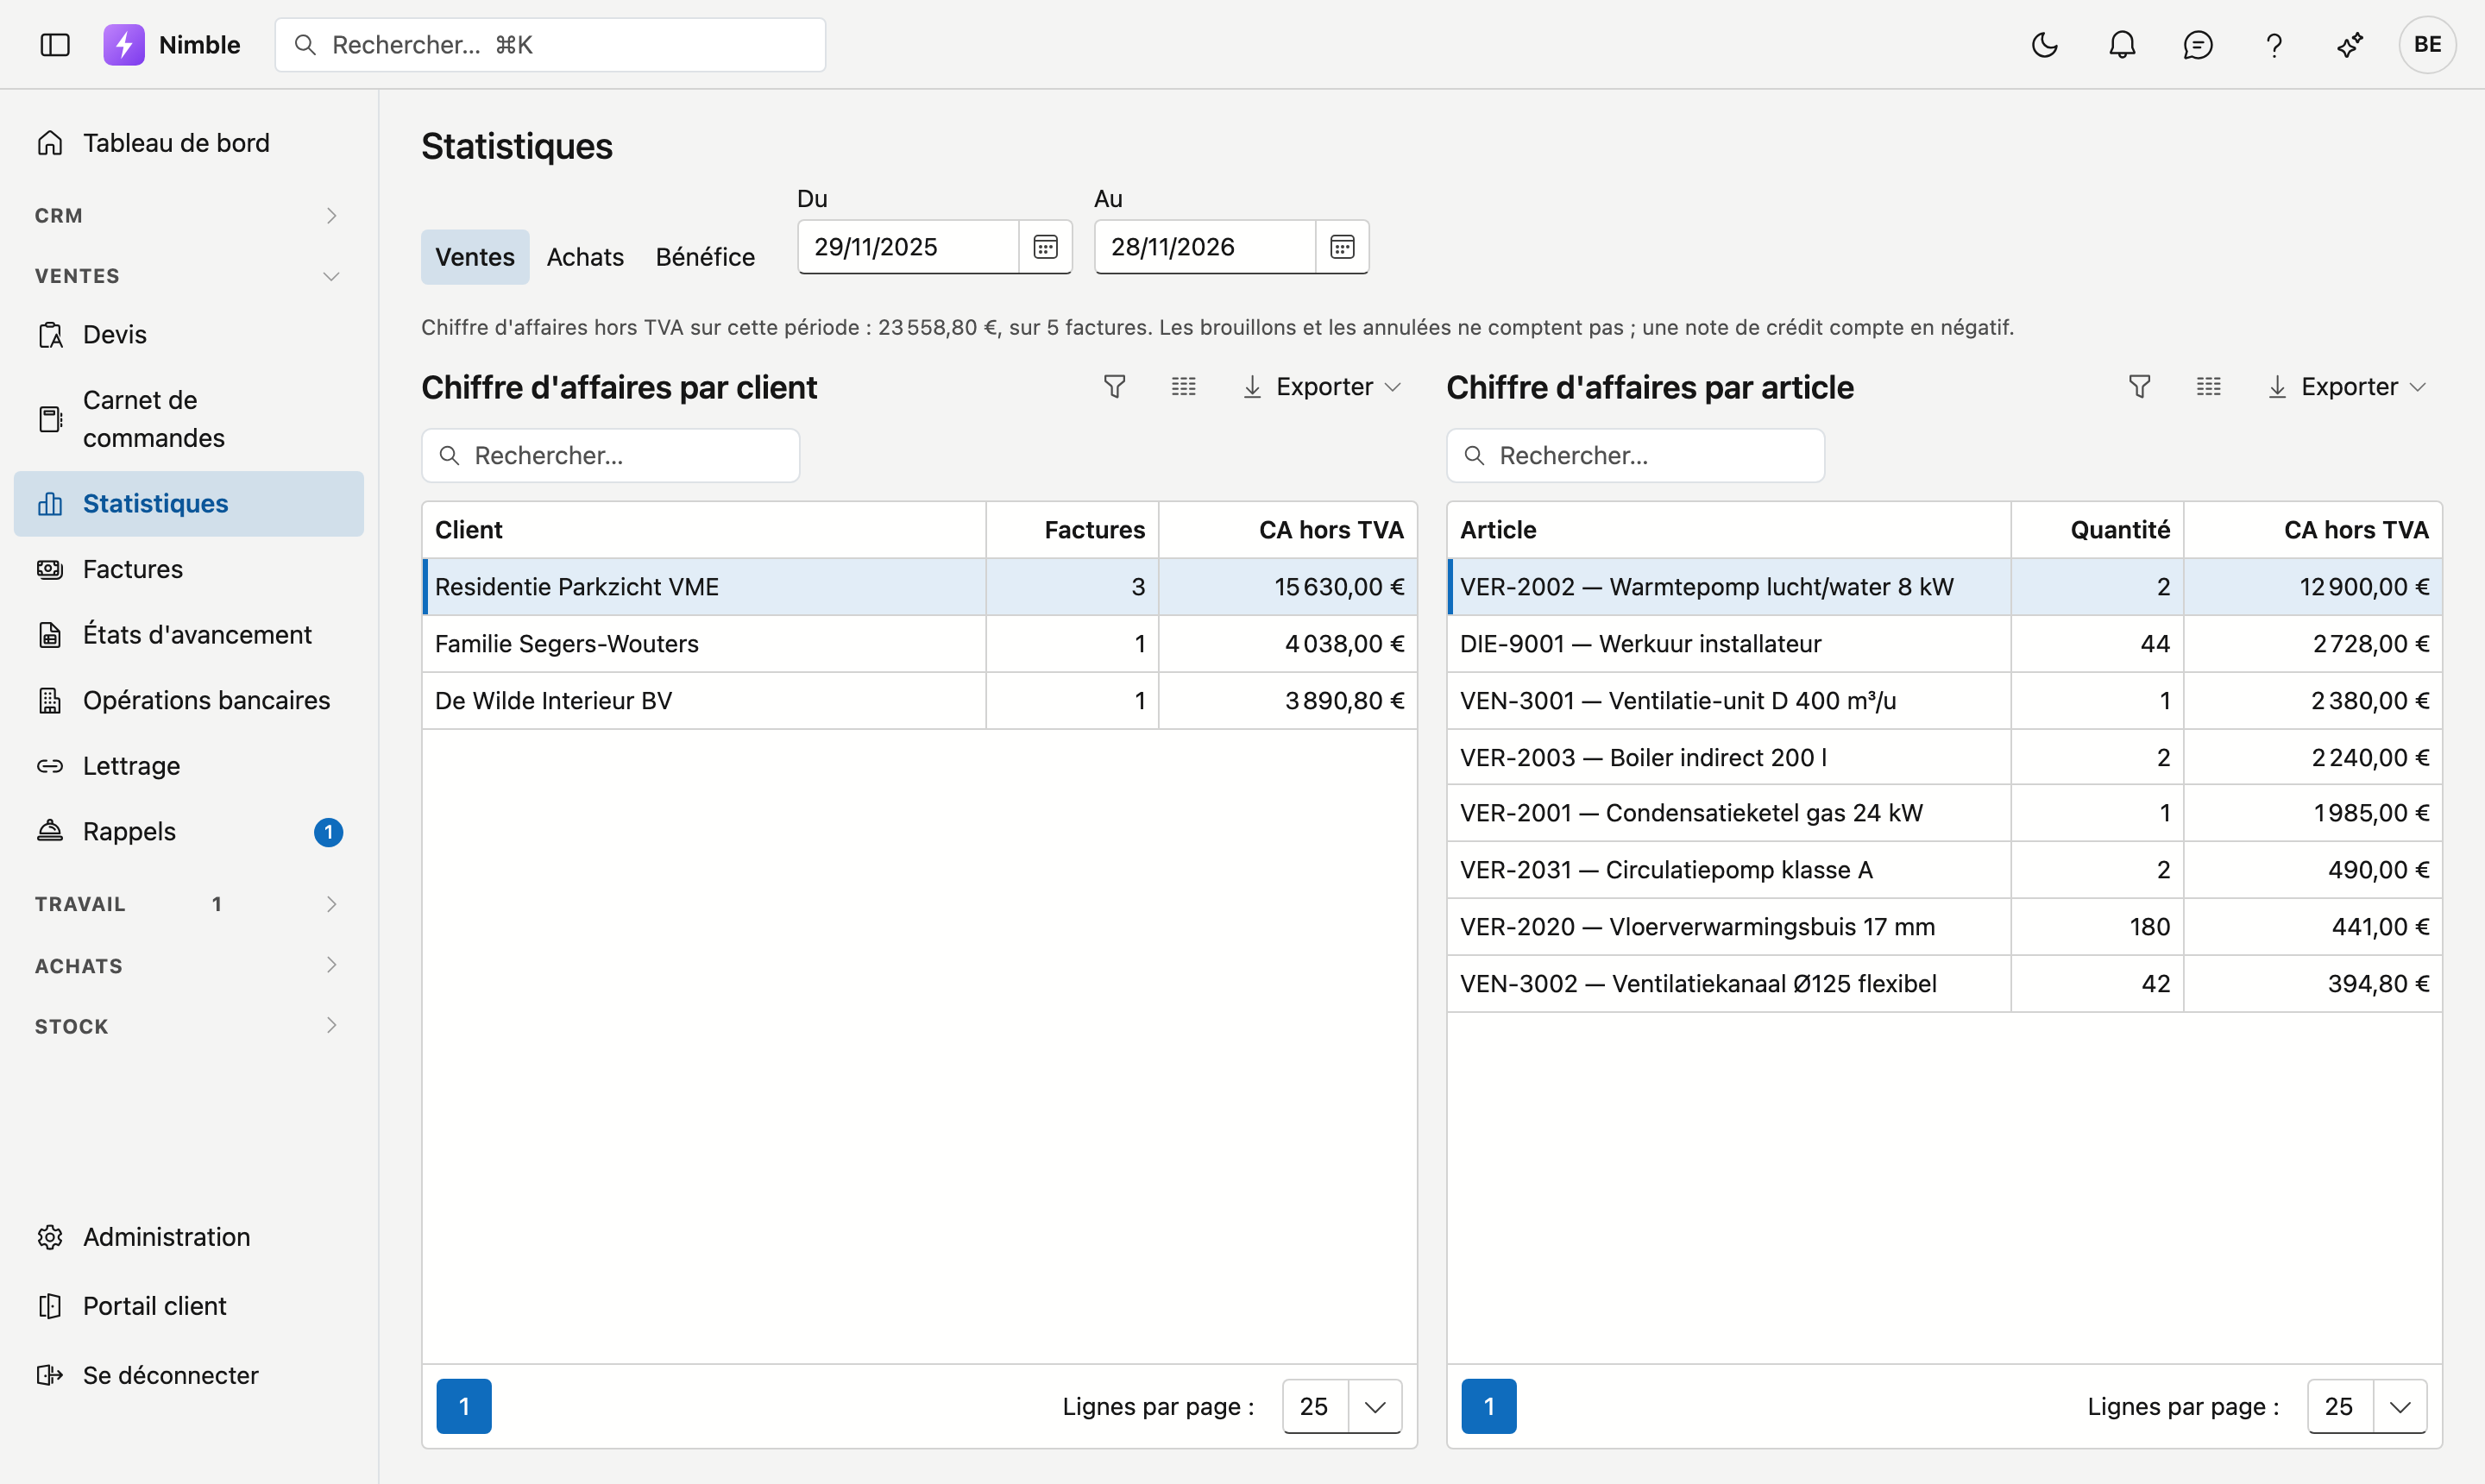 Nimble
Rechercher... ⌘K
BE
Tableau de bord
CRM
VENTES
Devis
Carnet de
commandes
Statistiques
Factures
États d'avancement
Opérations bancaires
Lettrage
Rappels 1
TRAVAIL 1
ACHATS
STOCK
Administration
Portail client
Se déconnecter
Statistiques
Ventes Achats Bénéfice
Du
29/11/2025
Au
28/11/2026
Chiffre d'affaires hors TVA sur cette période : 23 558,80 €, sur 5 factures. Les brouillons et les annulées ne comptent pas ; une note de crédit compte en négatif.
Chiffre d'affaires par client
Exporter
Rechercher...
Client Factures CA hors TVA
Residentie Parkzicht VME 3 15 630,00 €
Familie Segers-Wouters 1 4 038,00 €
De Wilde Interieur BV 1 3 890,80 €
1 Lignes par page : 25
Chiffre d'affaires par article
Exporter
Rechercher...
Article Quantité CA hors TVA
VER-2002 — Warmtepomp lucht/water 8 kW 2 12 900,00 €
DIE-9001 — Werkuur installateur 44 2 728,00 €
VEN-3001 — Ventilatie-unit D 400 m³/u 1 2 380,00 €
VER-2003 — Boiler indirect 200 l 2 2 240,00 €
VER-2001 — Condensatieketel gas 24 kW 1 1 985,00 €
VER-2031 — Circulatiepomp klasse A 2 490,00 €
VER-2020 — Vloerverwarmingsbuis 17 mm 180 441,00 €
VEN-3002 — Ventilatiekanaal Ø125 flexibel 42 394,80 €
1 Lignes par page : 25